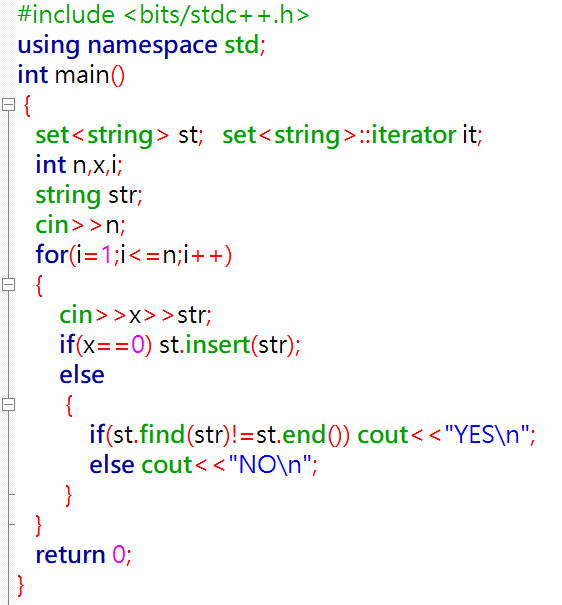 #include <bits/stdc++.h>
using namespace std;
int main()
{
set<string> st; set<string>::iterator it;
int n,x,i;
string str;
cin>>n;
for(i=1;i<=n;i++)
{
cin>>x>>str;
if(x==0) st.insert(str);
else
{
if(st.find(str)!=st.end()) cout<<"YES\n";
else cout<<"NO\n";
}
}
return 0;
}